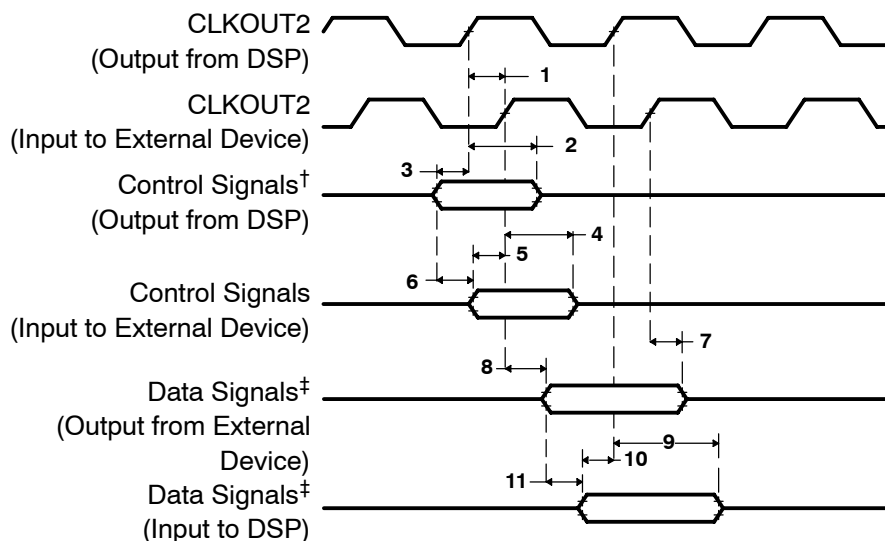 CLKOUT2
(Output from DSP)
1
CLKOUT2
(Input to External Device)
2
3
Control Signals†
(Output from DSP)
4
5
6
Control Signals
(Input to External Device)
7
8
Data Signals‡
(Output from External
Device)
9
10
11
Data Signals‡
(Input to DSP)